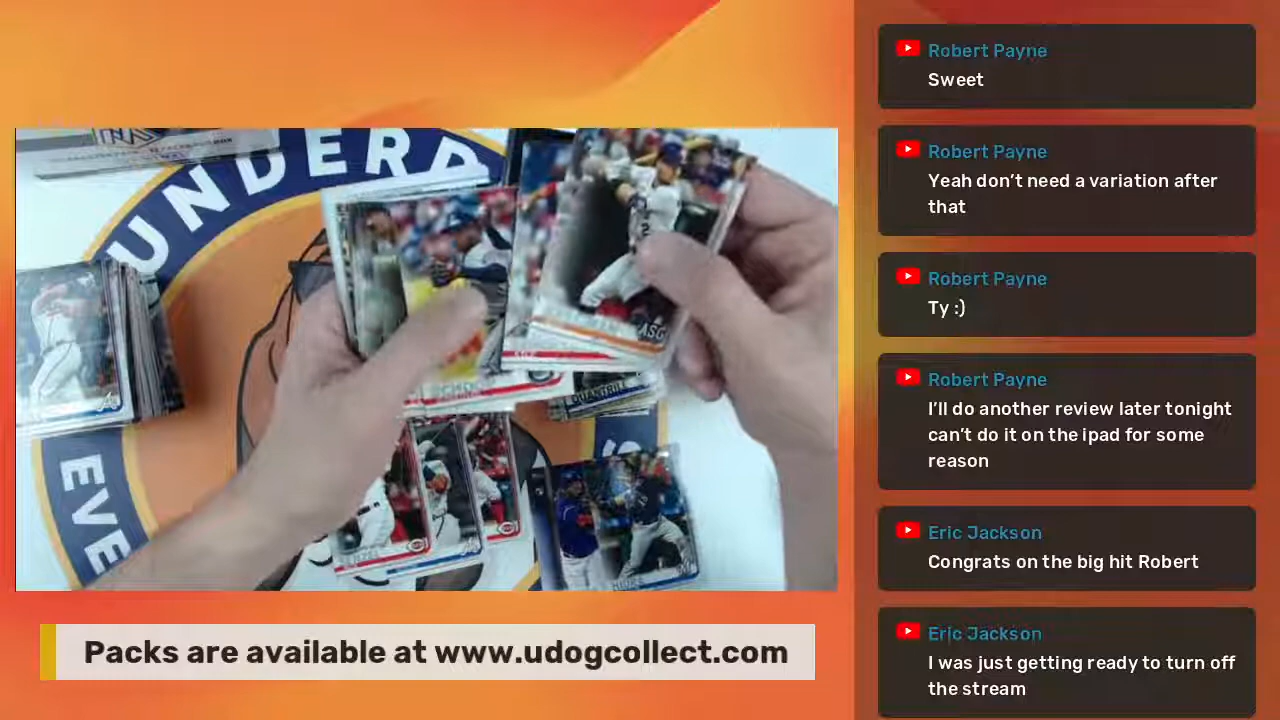 UNDERD
EVE
S
QUANTRILL
ASG
Packs are available at www.udogcollect.com
Robert Payne
Sweet
Robert Payne
Yeah don’t need a variation after
that
Robert Payne
Ty :)
Robert Payne
I’ll do another review later tonight
can’t do it on the ipad for some
reason
Eric Jackson
Congrats on the big hit Robert
Eric Jackson
I was just getting ready to turn off
the stream